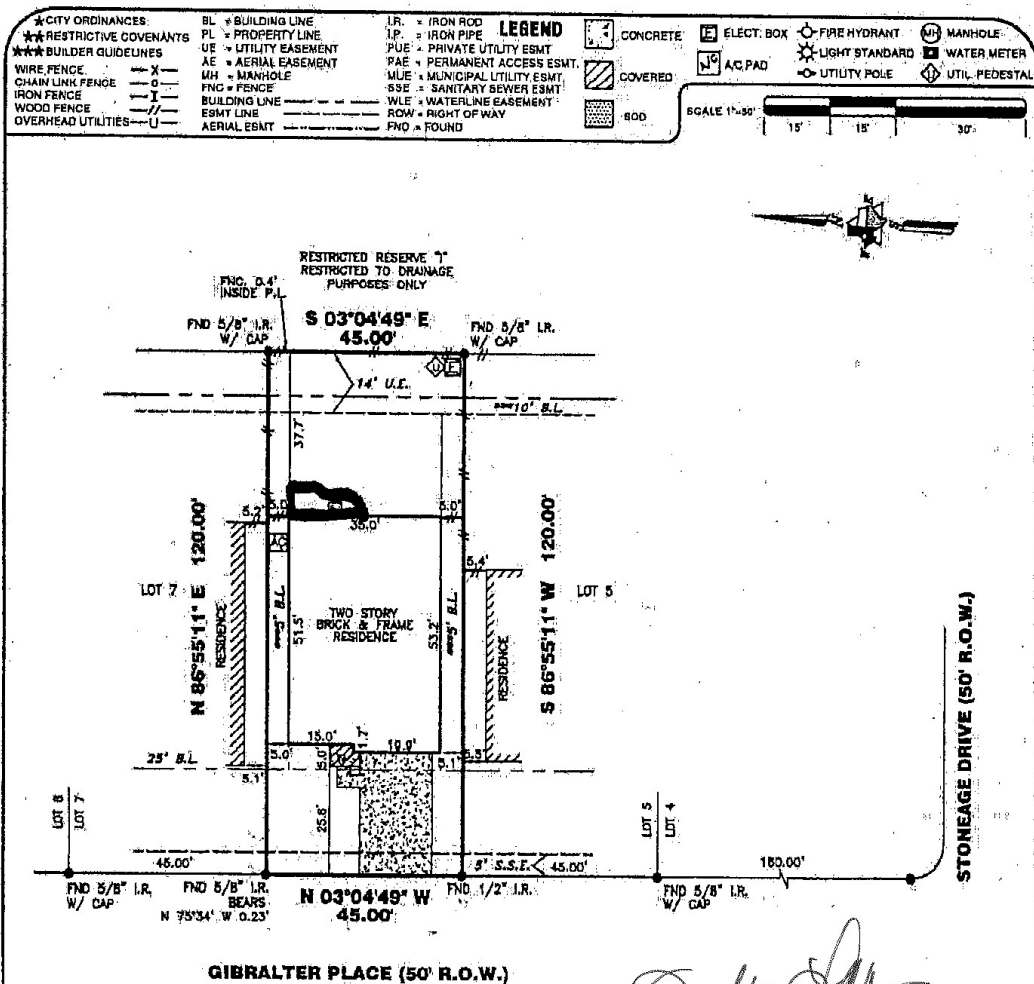 ★CITY ORDINANCES
★★RESTRICTIVE COVENANTS
★★★BUILDER GUIDELINES
WIRE FENCE —X—
CHAIN LINK FENCE —o—
IRON FENCE —I—
WOOD FENCE —//—
OVERHEAD UTILITIES—U—
BL = BUILDING LINE
PL = PROPERTY LINE
UE = UTILITY EASEMENT
AE = AERIAL EASEMENT
MH = MANHOLE
FNC = FENCE
BUILDING LINE
ESMT LINE
AERIAL ESMT
I.R. = IRON ROD
I.P. = IRON PIPE
PUE = PRIVATE UTILITY ESMT
PAE = PERMANENT ACCESS ESMT.
MUE = MUNICIPAL UTILITY ESMT
SSE = SANITARY SEWER ESMT
WLE = WATERLINE EASEMENT
ROW = RIGHT OF WAY
FND = FOUND
LEGEND
CONCRETE
COVERED
SOD
E ELECT. BOX
A/C PAD
FIRE HYDRANT
LIGHT STANDARD
UTILITY POLE
MH MANHOLE
WATER METER
U UTIL. PEDESTAL
SCALE 1"=30'
15' 15' 30'
RESTRICTED RESERVE "I"
RESTRICTED TO DRAINAGE
PURPOSES ONLY
FNC. 0.4'
INSIDE P.L.
FND 5/8" I.R.
W/ CAP
S 03°04'49" E
45.00'
FND 5/8" I.R.
W/ CAP
U E
14' U.E.
***10' B.L.
37.7'
5.2' 5.0' 35.0' 5.0'
A/C
5.4'
LOT 7
N 86°55'11" E 120.00'
RESIDENCE
***5' B.L.
51.5'
TWO STORY
BRICK & FRAME
RESIDENCE
53.2'
***5' B.L.
RESIDENCE
S 86°55'11" W 120.00'
LOT 5
STONEAGE DRIVE (50' R.O.W.)
15.0' 1.7' 19.9'
25' B.L.
5.0' 5.0' 5.1' 5.5'
5.1'
25.6'
LOT 8
LOT 7
LOT 5
LOT 4
45.00'
5' S.S.E. 45.00'
180.00'
FND 5/8" I.R.
W/ CAP
FND 5/8" I.R.
BEARS
N 75°34' W 0.23'
N 03°04'49" W
45.00'
FND 1/2" I.R.
FND 5/8" I.R.
W/ CAP
GIBRALTER PLACE (50' R.O.W.)